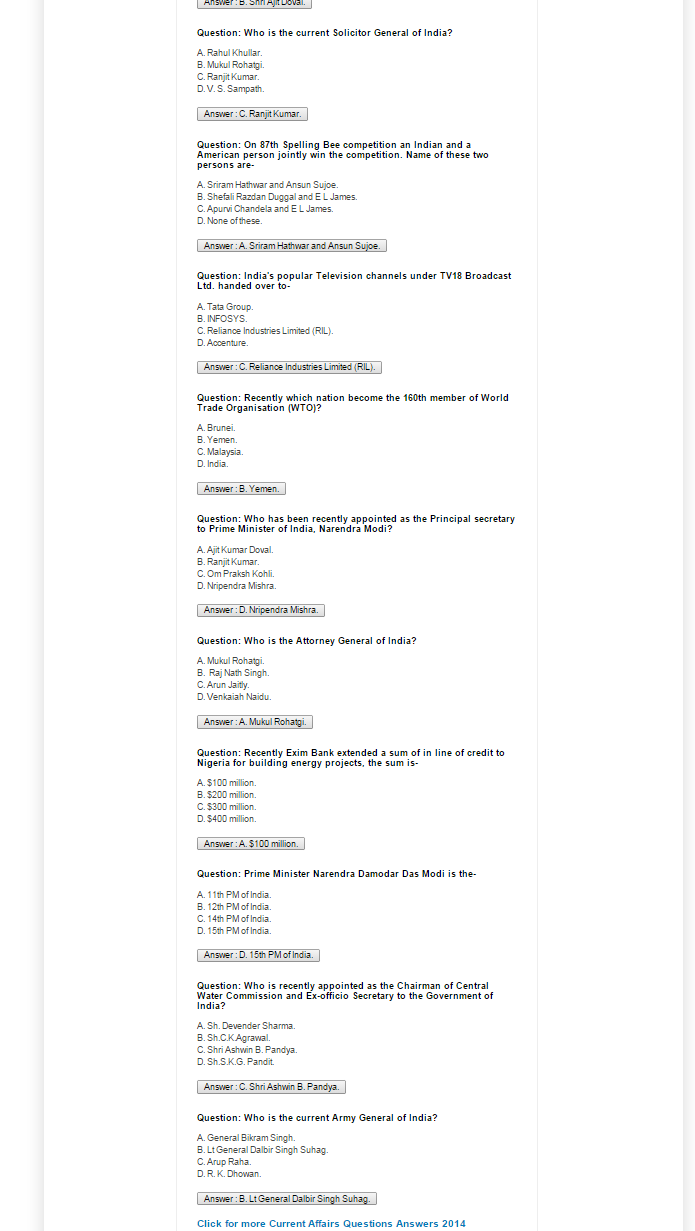 Answer : B. Shri Ajit Doval.
Question: Who is the current Solicitor General of India?
A. Rahul Khullar.
B. Mukul Rohatgi.
C. Ranjit Kumar.
D. V. S. Sampath.
Answer : C. Ranjit Kumar.
Question: On 87th Spelling Bee competition an Indian and a
American person jointly win the competition. Name of these two
persons are-
A. Sriram Hathwar and Ansun Sujoe.
B. Shefali Razdan Duggal and E L James.
C. Apurvi Chandela and E L James.
D. None of these.
Answer : A. Sriram Hathwar and Ansun Sujoe.
Question: India's popular Television channels under TV18 Broadcast
Ltd. handed over to-
A. Tata Group.
B. INFOSYS.
C. Reliance Industries Limited (RIL).
D. Accenture.
Answer : C. Reliance Industries Limited (RIL).
Question: Recently which nation become the 160th member of World
Trade Organisation (WTO)?
A. Brunei.
B. Yemen.
C. Malaysia.
D. India.
Answer : B. Yemen.
Question: Who has been recently appointed as the Principal secretary
to Prime Minister of India, Narendra Modi?
A. Ajit Kumar Doval.
B. Ranjit Kumar.
C. Om Praksh Kohli.
D. Nripendra Mishra.
Answer : D. Nripendra Mishra.
Question: Who is the Attorney General of India?
A. Mukul Rohatgi.
B. Raj Nath Singh.
C. Arun Jaitly.
D. Venkaiah Naidu.
Answer : A. Mukul Rohatgi.
Question: Recently Exim Bank extended a sum of in line of credit to
Nigeria for building energy projects, the sum is-
A. $100 million.
B. $200 million.
C. $300 million.
D. $400 million.
Answer : A. $100 million.
Question: Prime Minister Narendra Damodar Das Modi is the-
A. 11th PM of India.
B. 12th PM of India.
C. 14th PM of India.
D. 15th PM of India.
Answer : D. 15th PM of India.
Question: Who is recently appointed as the Chairman of Central
Water Commission and Ex-officio Secretary to the Government of
India?
A. Sh. Devender Sharma.
B. Sh.C.K.Agrawal.
C. Shri Ashwin B. Pandya.
D. Sh.S.K.G. Pandit.
Answer : C. Shri Ashwin B. Pandya.
Question: Who is the current Army General of India?
A. General Bikram Singh.
B. Lt General Dalbir Singh Suhag.
C. Arup Raha.
D. R. K. Dhowan.
Answer : B. Lt General Dalbir Singh Suhag.
Click for more Current Affairs Questions Answers 2014